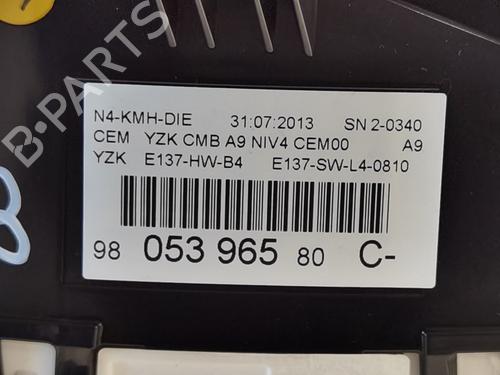 B-PARTS
N4-KMH-DIE 31:07:2013 SN 2-0340
CEM YZK CMB A9 NIV4 CEM00 A9
YZK E137-HW-B4 E137-SW-L4-0810
98 053 965 80 C-
8